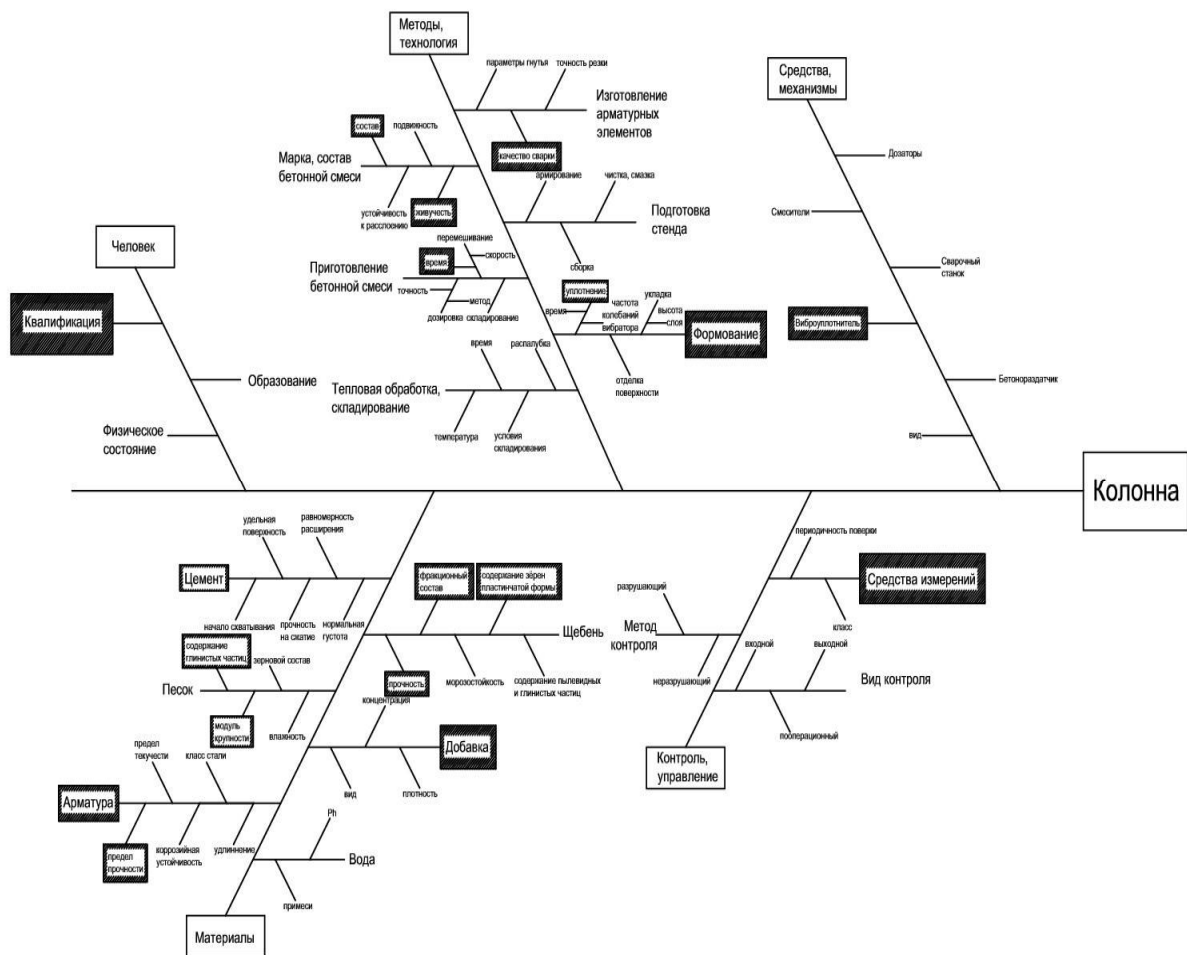 Методы,
технология
параметры гнутья
точность резки
Изготовление
арматурных
элементов
состав
подвижность
качество сварки
Марка, состав
бетонной смеси
устойчивость
к расслоению
живучесть
армирование
чистка, смазка
Подготовка
стенда
сборка
перемешивание
скорость
время
Приготовление
бетонной смеси
точность
метод
дозировка
складирование
уплотнение
время
частота
колебаний
вибратора
укладка
высота
слоя
Формование
отделка
поверхности
время
распалубка
Тепловая обработка,
складирование
температура
условия
складирования
Средства,
механизмы
Дозаторы
Смесители
Сварочный
станок
Виброуплотнитель
Бетонораздатчик
вид
Человек
Квалификация
Образование
Физическое
состояние
Колонна
удельная
поверхность
равномерность
расширения
Цемент
начало схватывания
прочность
на сжатие
нормальная
густота
фракционный
состав
содержание зёрен
пластинчатой формы
Щебень
прочность
морозостойкость
содержание пылевидных
и глинистых частиц
содержание
глинистых частиц
зерновой состав
Песок
модуль
крупности
влажность
концентрация
Добавка
вид
плотность
предел
текучести
класс стали
Арматура
предел
прочности
коррозийная
устойчивость
удлиннение
Ph
Вода
примеси
Материалы
периодичность поверки
Средства измерений
класс
разрушающий
Метод
контроля
неразрушающий
входной
выходной
Вид контроля
пооперационный
Контроль,
управление